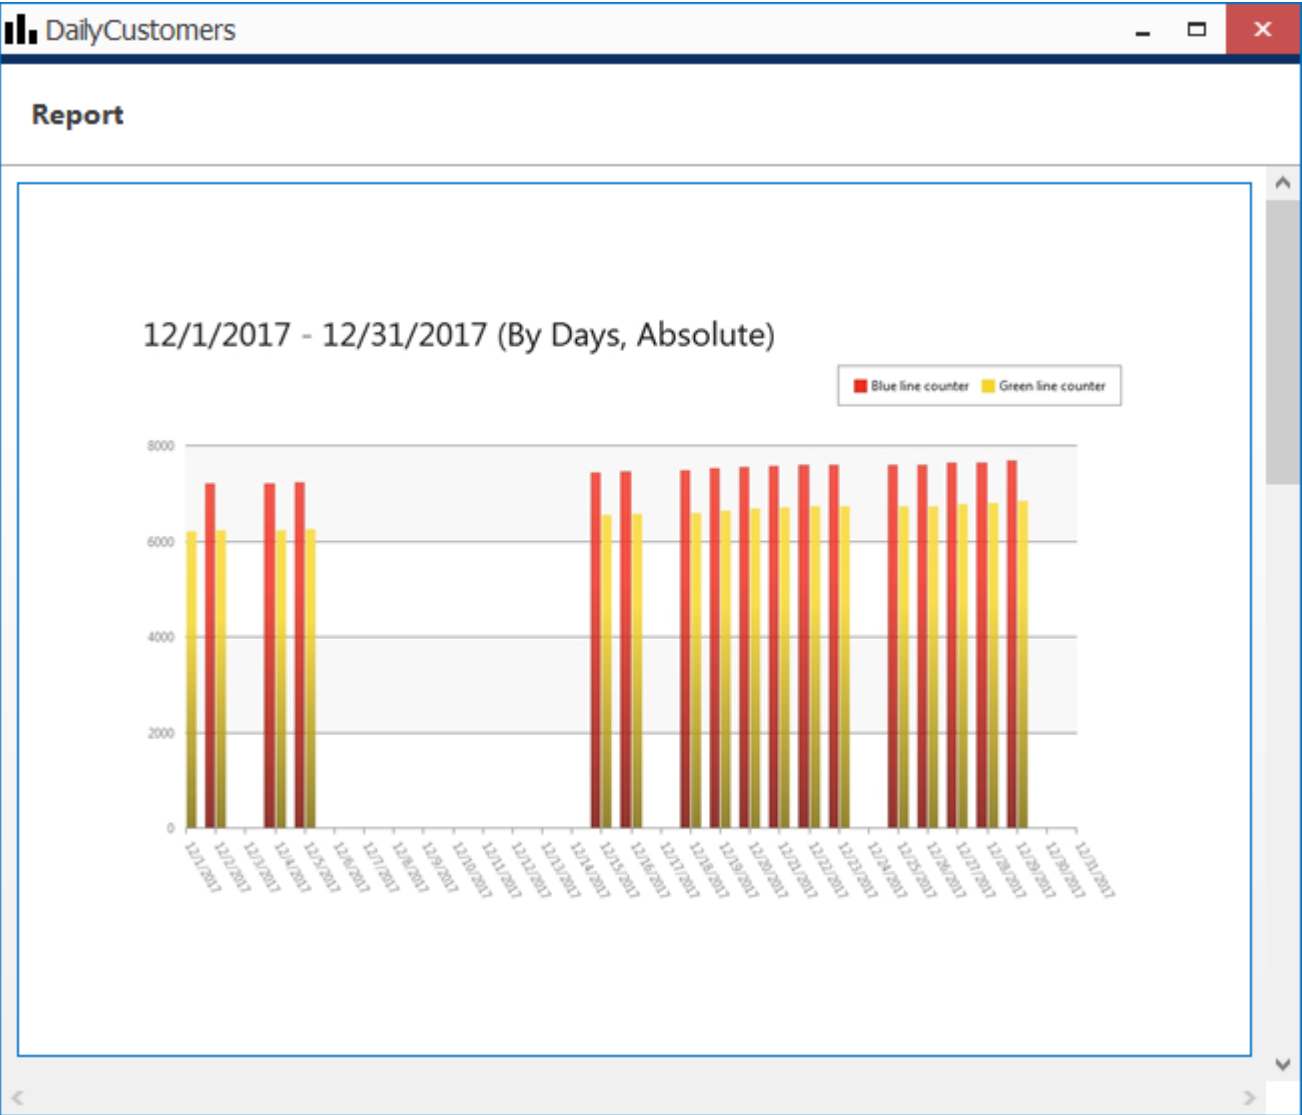 DailyCustomers
Report
12/1/2017 - 12/31/2017 (By Days, Absolute)
Blue line counter Green line counter
8000
6000
4000
2000
0
12/1/2017 12/2/2017 12/3/2017 12/4/2017 12/5/2017 12/6/2017 12/7/2017 12/8/2017 12/9/2017 12/10/2017 12/11/2017 12/12/2017 12/13/2017 12/14/2017 12/15/2017 12/16/2017 12/17/2017 12/18/2017 12/19/2017 12/20/2017 12/21/2017 12/22/2017 12/23/2017 12/24/2017 12/25/2017 12/26/2017 12/27/2017 12/28/2017 12/29/2017 12/30/2017 12/31/2017